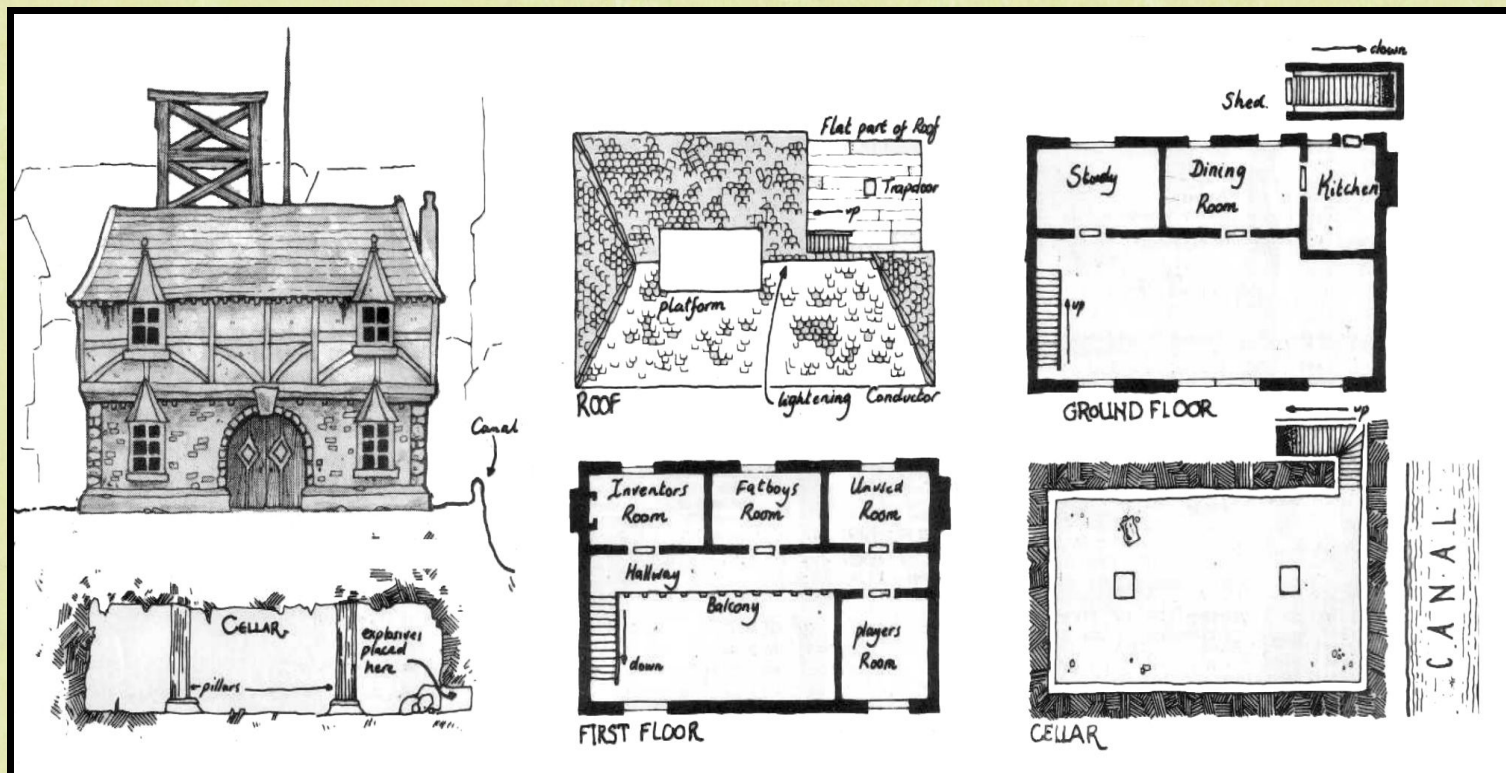 Canal
CELLAR
explosives
placed
here
pillars
Flat part of Roof
Trapdoor
up
platform
ROOF
lightening Conductor
Inventors
Room
Fatboys
Room
Unused
Room
Hallway
Balcony
players
Room
down
FIRST FLOOR
down
Shed.
Study
Dining
Room
Kitchen
up
GROUND FLOOR
up
CANAL
CELLAR